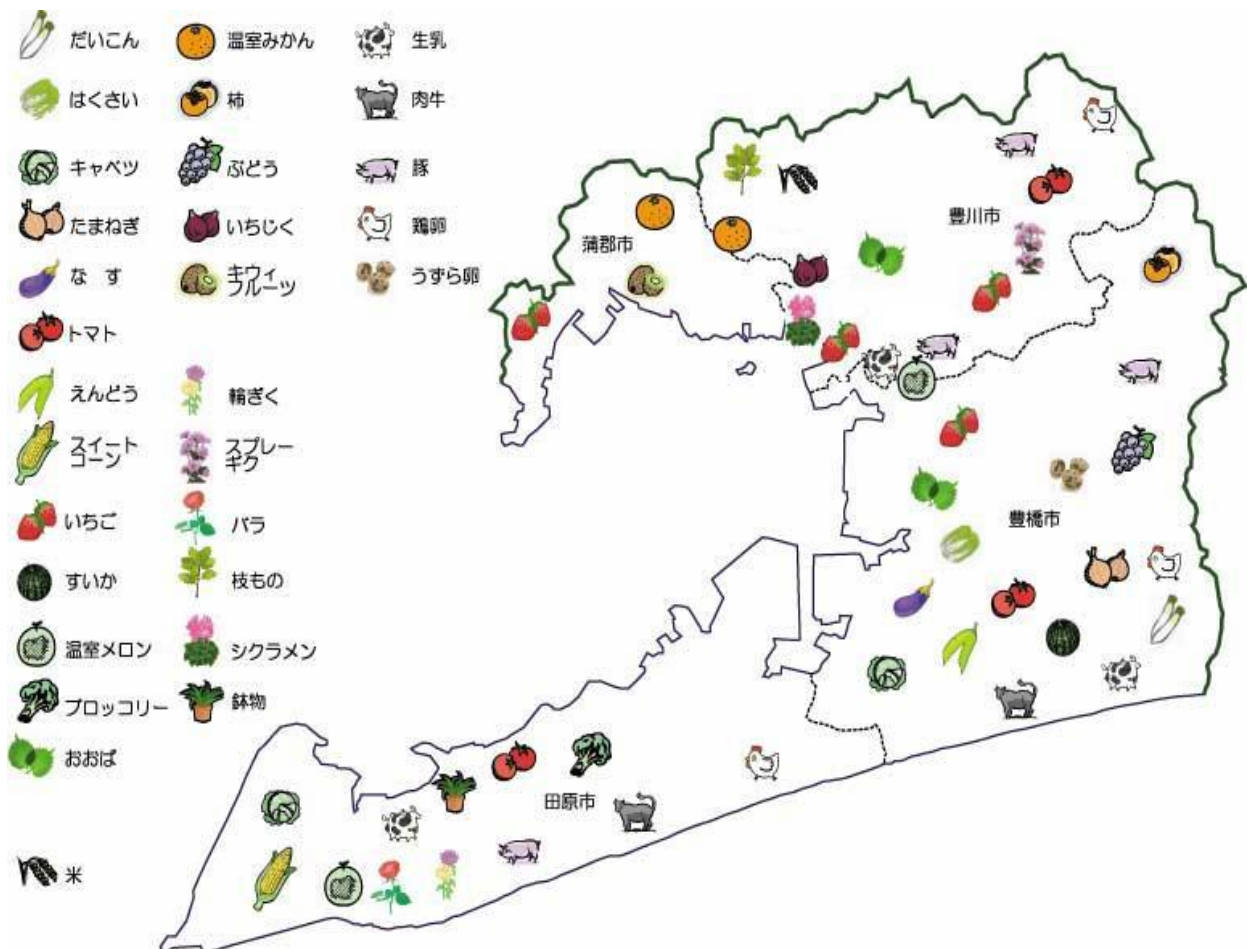 だいこん
はくさい
キャベツ
たまねぎ
なす
トマト
えんどう
スイート
コーン
いちご
すいか
温室メロン
ブロッコリー
おおば
米
温室みかん
柿
ぶどう
いちじく
キウィ
フルーツ
輪ぎく
スプレー
キク
バラ
枝もの
シクラメン
鉢物
生乳
肉牛
豚
鶏卵
うずら卵
豊川市
蒲郡市
豊橋市
田原市